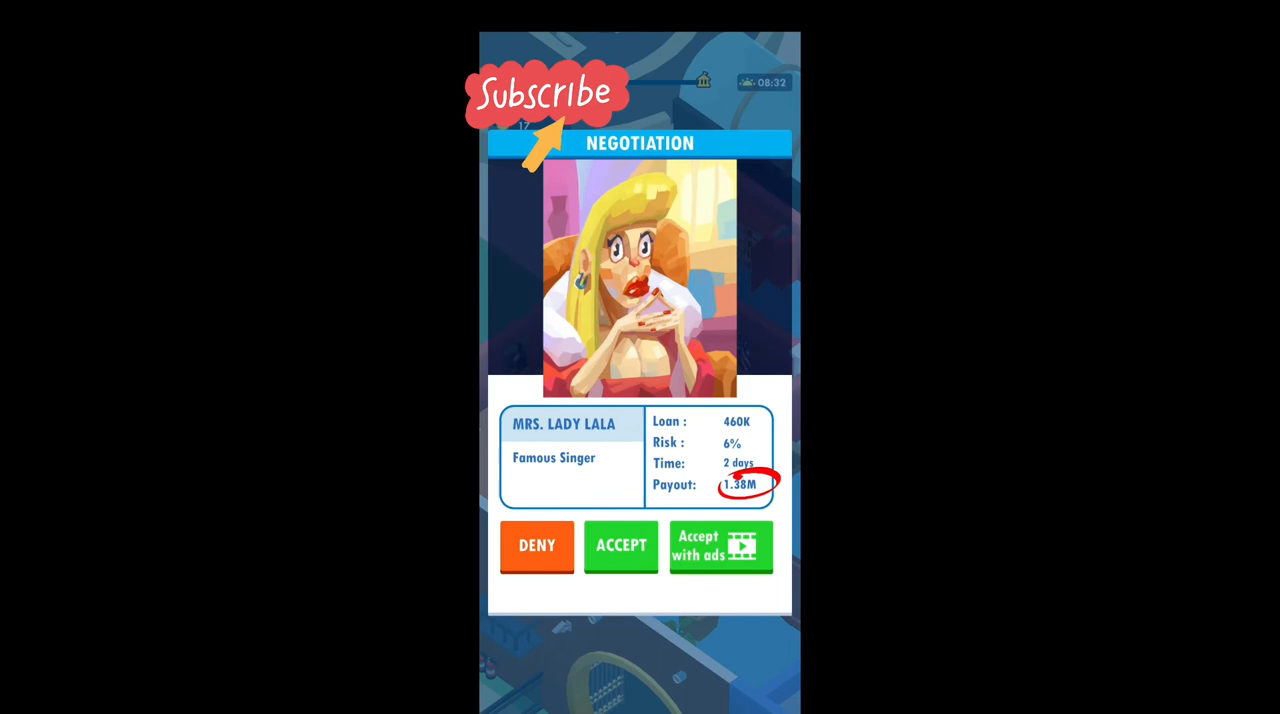 Subscribe
08:32
17
NEGOTIATION
MRS. LADY LALA
Famous Singer
Loan : 460K
Risk : 6%
Time: 2 days
Payout: 1.38M
DENY
ACCEPT
Accept
with ads